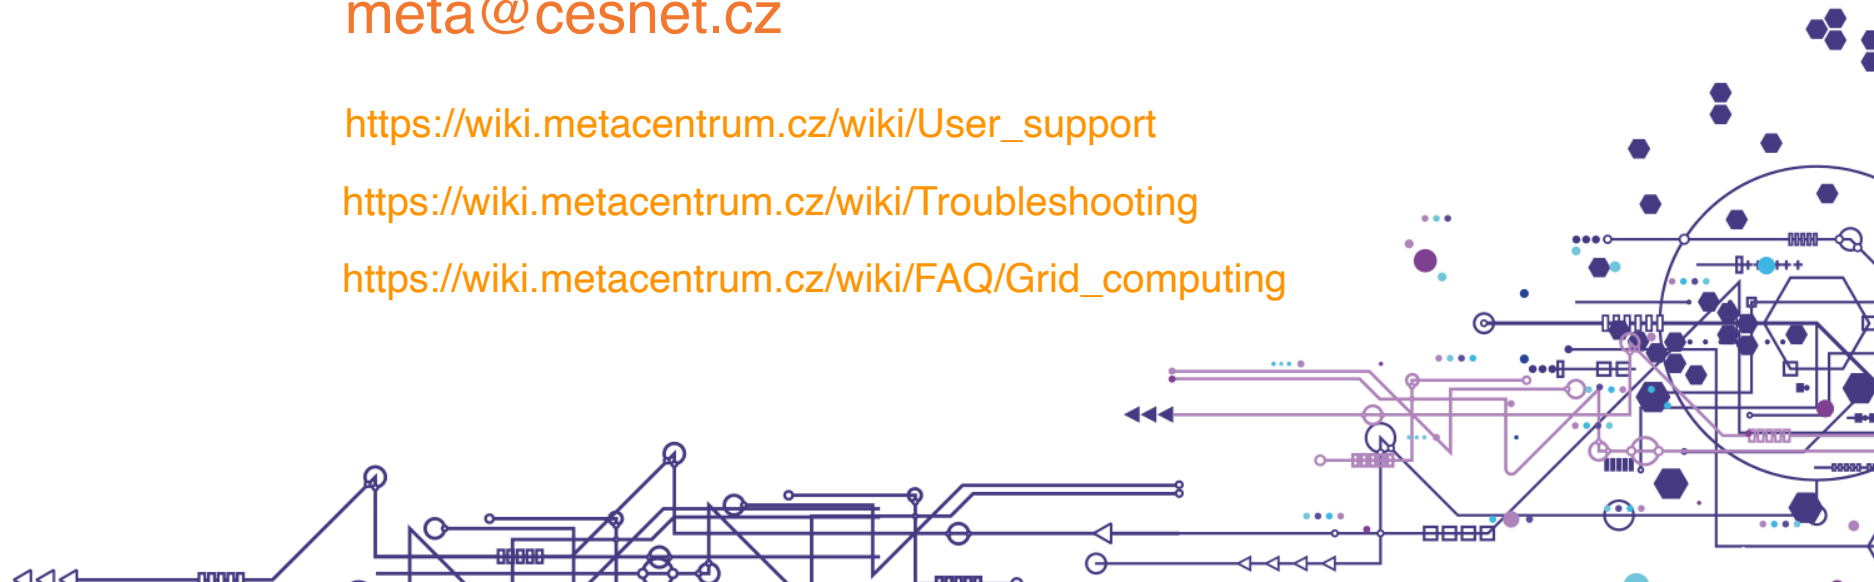 meta@cesnet.cz
https://wiki.metacentrum.cz/wiki/User_support
https://wiki.metacentrum.cz/wiki/Troubleshooting
https://wiki.metacentrum.cz/wiki/FAQ/Grid_computing